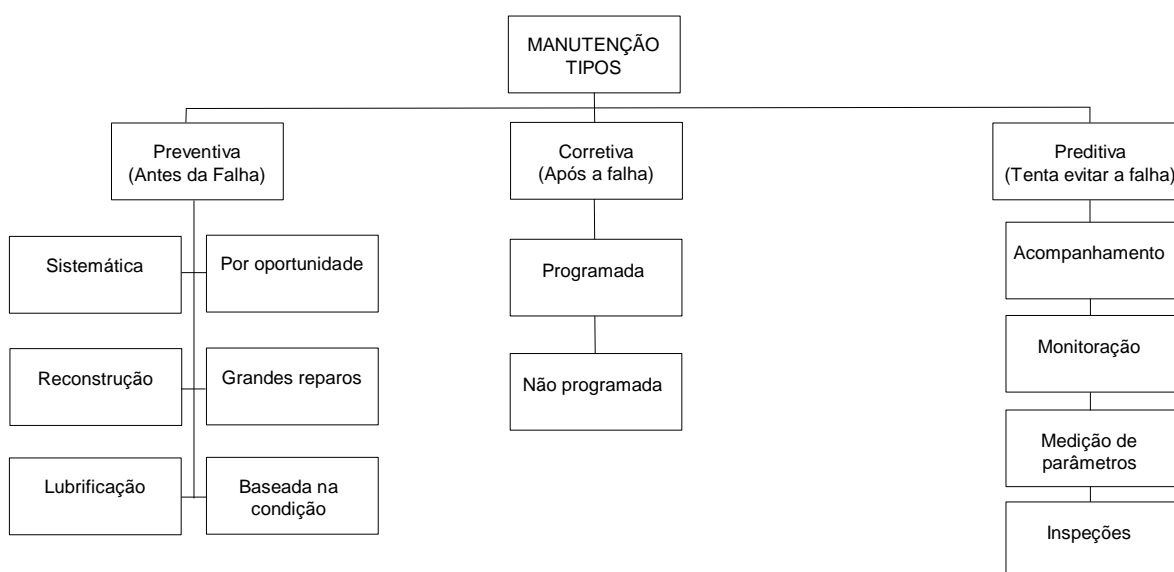 MANUTENÇÃO
TIPOS
Preventiva
(Antes da Falha)
Corretiva
(Após a falha)
Preditiva
(Tenta evitar a falha)
Sistemática
Por oportunidade
Programada
Acompanhamento
Reconstrução
Grandes reparos
Não programada
Monitoração
Lubrificação
Baseada na
condição
Medição de
parâmetros
Inspeções